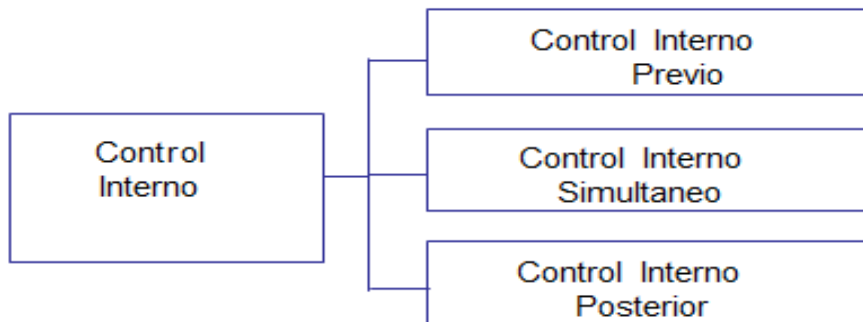 Control Interno
Previo
Control
Interno
Control Interno
Simultaneo
Control Interno
Posterior